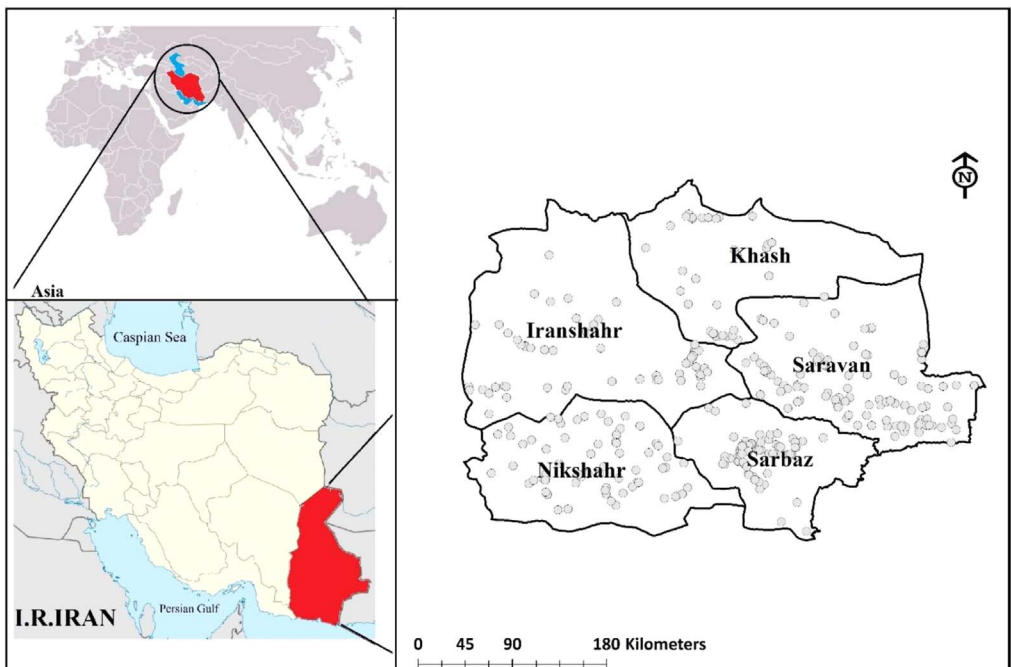 Asia
Caspian Sea
Persian Gulf
I.R.IRAN
N
Khash
Iranshahr
Saravan
Nikshahr
Sarbaz
0 45 90 180 Kilometers